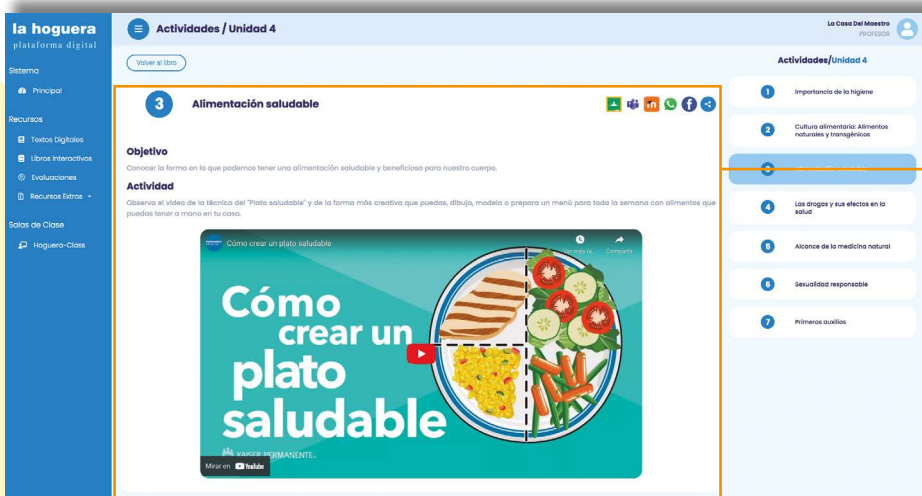 la hoguera
plataforma digital
Sistema
Principal
Recursos
Textos Digitales
Libros Interactivos
Evaluaciones
Recursos Extras
Salas de Clase
Hoguera-Class
Actividades / Unidad 4
La Casa Del Maestro
PROFESOR
Volver al libro
3
Alimentación saludable
Objetivo
Conocer la forma en la que podemos tener una alimentación saludable y beneficiosa para nuestro cuerpo.
Actividad
Observa el video de la técnica del "Plato saludable" y de la forma más creativa que puedas, dibuja, modela o prepara un menú para toda la semana con alimentos que
puedas tener a mano en tu casa.
Cómo crear un plato saludable
Compartir
Cómo
crear un
plato
saludable
KAISER PERMANENTE.
Mirar en YouTube
Actividades/Unidad 4
1 Importancia de la higiene
2 Cultura alimentaria: Alimentos
naturales y transgénicos
4 Las drogas y sus efectos en la
salud
5 Alcance de la medicina natural
6 Sexualidad responsable
7 Primeros auxilios